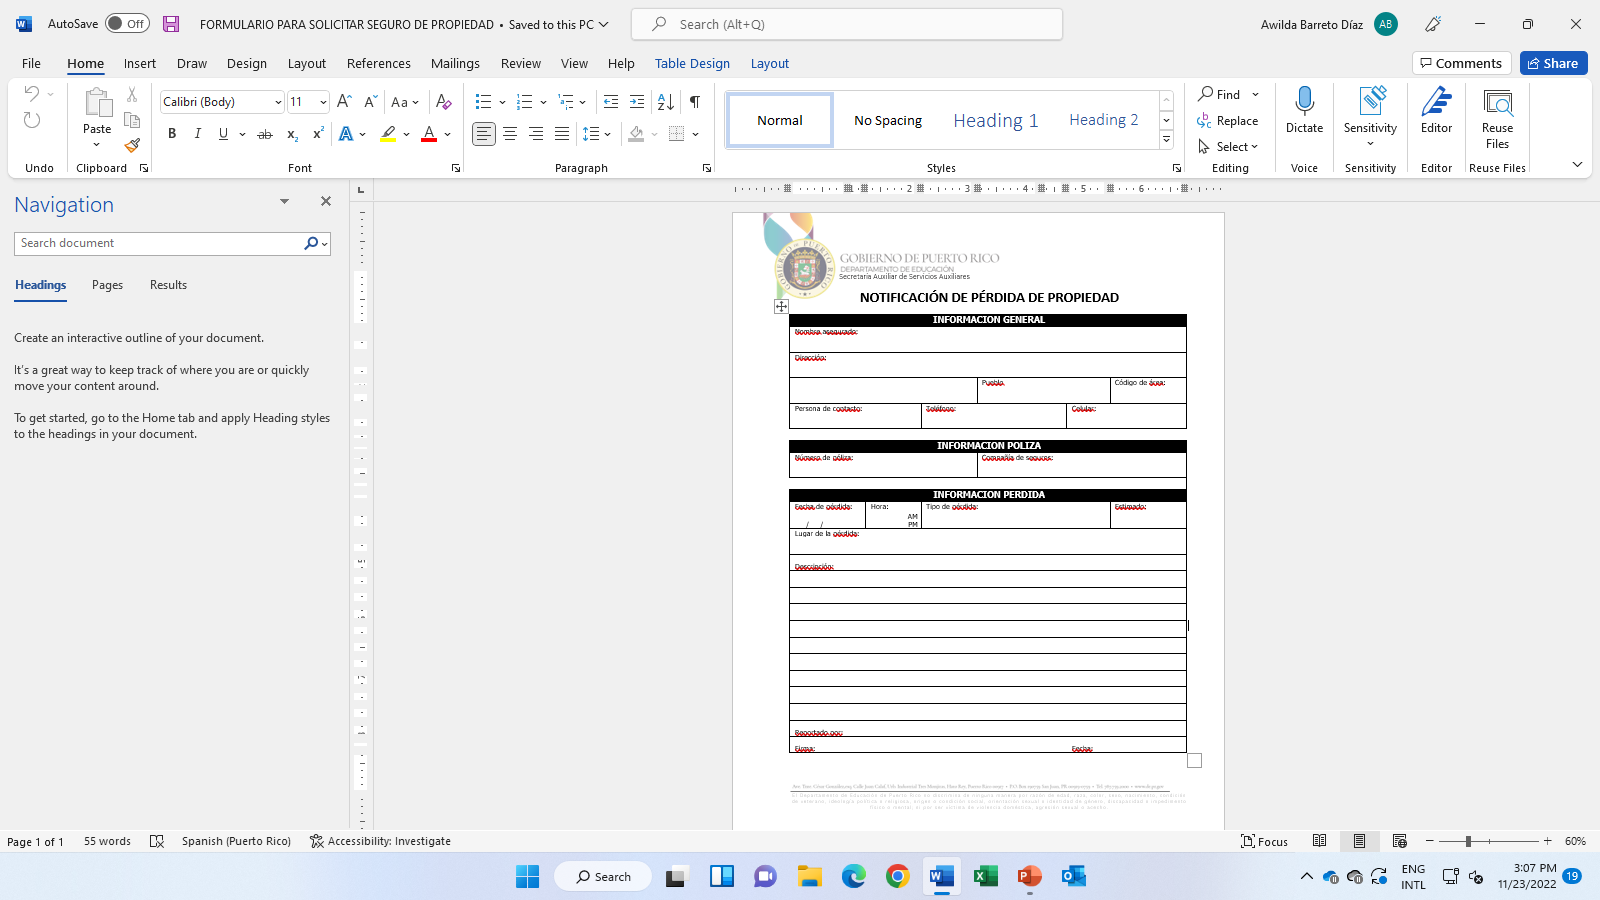 AutoSave Off FORMULARIO PARA SOLICITAR SEGURO DE PROPIEDAD • Saved to this PC Search (Alt+Q) Awilda Barreto Díaz AB
File Home Insert Draw Design Layout References Mailings Review View Help Table Design Layout Comments Share
Paste
Calibri (Body) 11 Aa
B I U ab x₂ x² A A
Normal No Spacing Heading 1 Heading 2
Find
Replace
Select
Dictate
Sensitivity
Editor
Reuse
Files
Undo Clipboard Font Paragraph Styles Editing Voice Sensitivity Editor Reuse Files
Navigation
Search document
Headings Pages Results
Create an interactive outline of your document.
It's a great way to keep track of where you are or quickly
move your content around.
To get started, go to the Home tab and apply Heading styles
to the headings in your document.
1 2 3 4 5 6
GOBIERNO DE PUERTO RICO
DEPARTAMENTO DE EDUCACIÓN
Secretaría Auxiliar de Servicios Auxiliares
NOTIFICACIÓN DE PÉRDIDA DE PROPIEDAD
INFORMACION GENERAL
Nombre asegurado:
Dirección:
Pueblo Código de área:
Persona de contacto: Teléfono: Celular:
INFORMACION POLIZA
Número de póliza: Compañía de seguros:
INFORMACION PERDIDA
Fecha de pérdida: Hora: Tipo de pérdida: Estimado:
AM
/ / PM
Lugar de la pérdida:
Descripción:
Reportado por:
Firma: Fecha:
Page 1 of 1 55 words Spanish (Puerto Rico) Accessibility: Investigate Focus 60%
Search
ENG
INTL
3:07 PM
11/23/2022
19